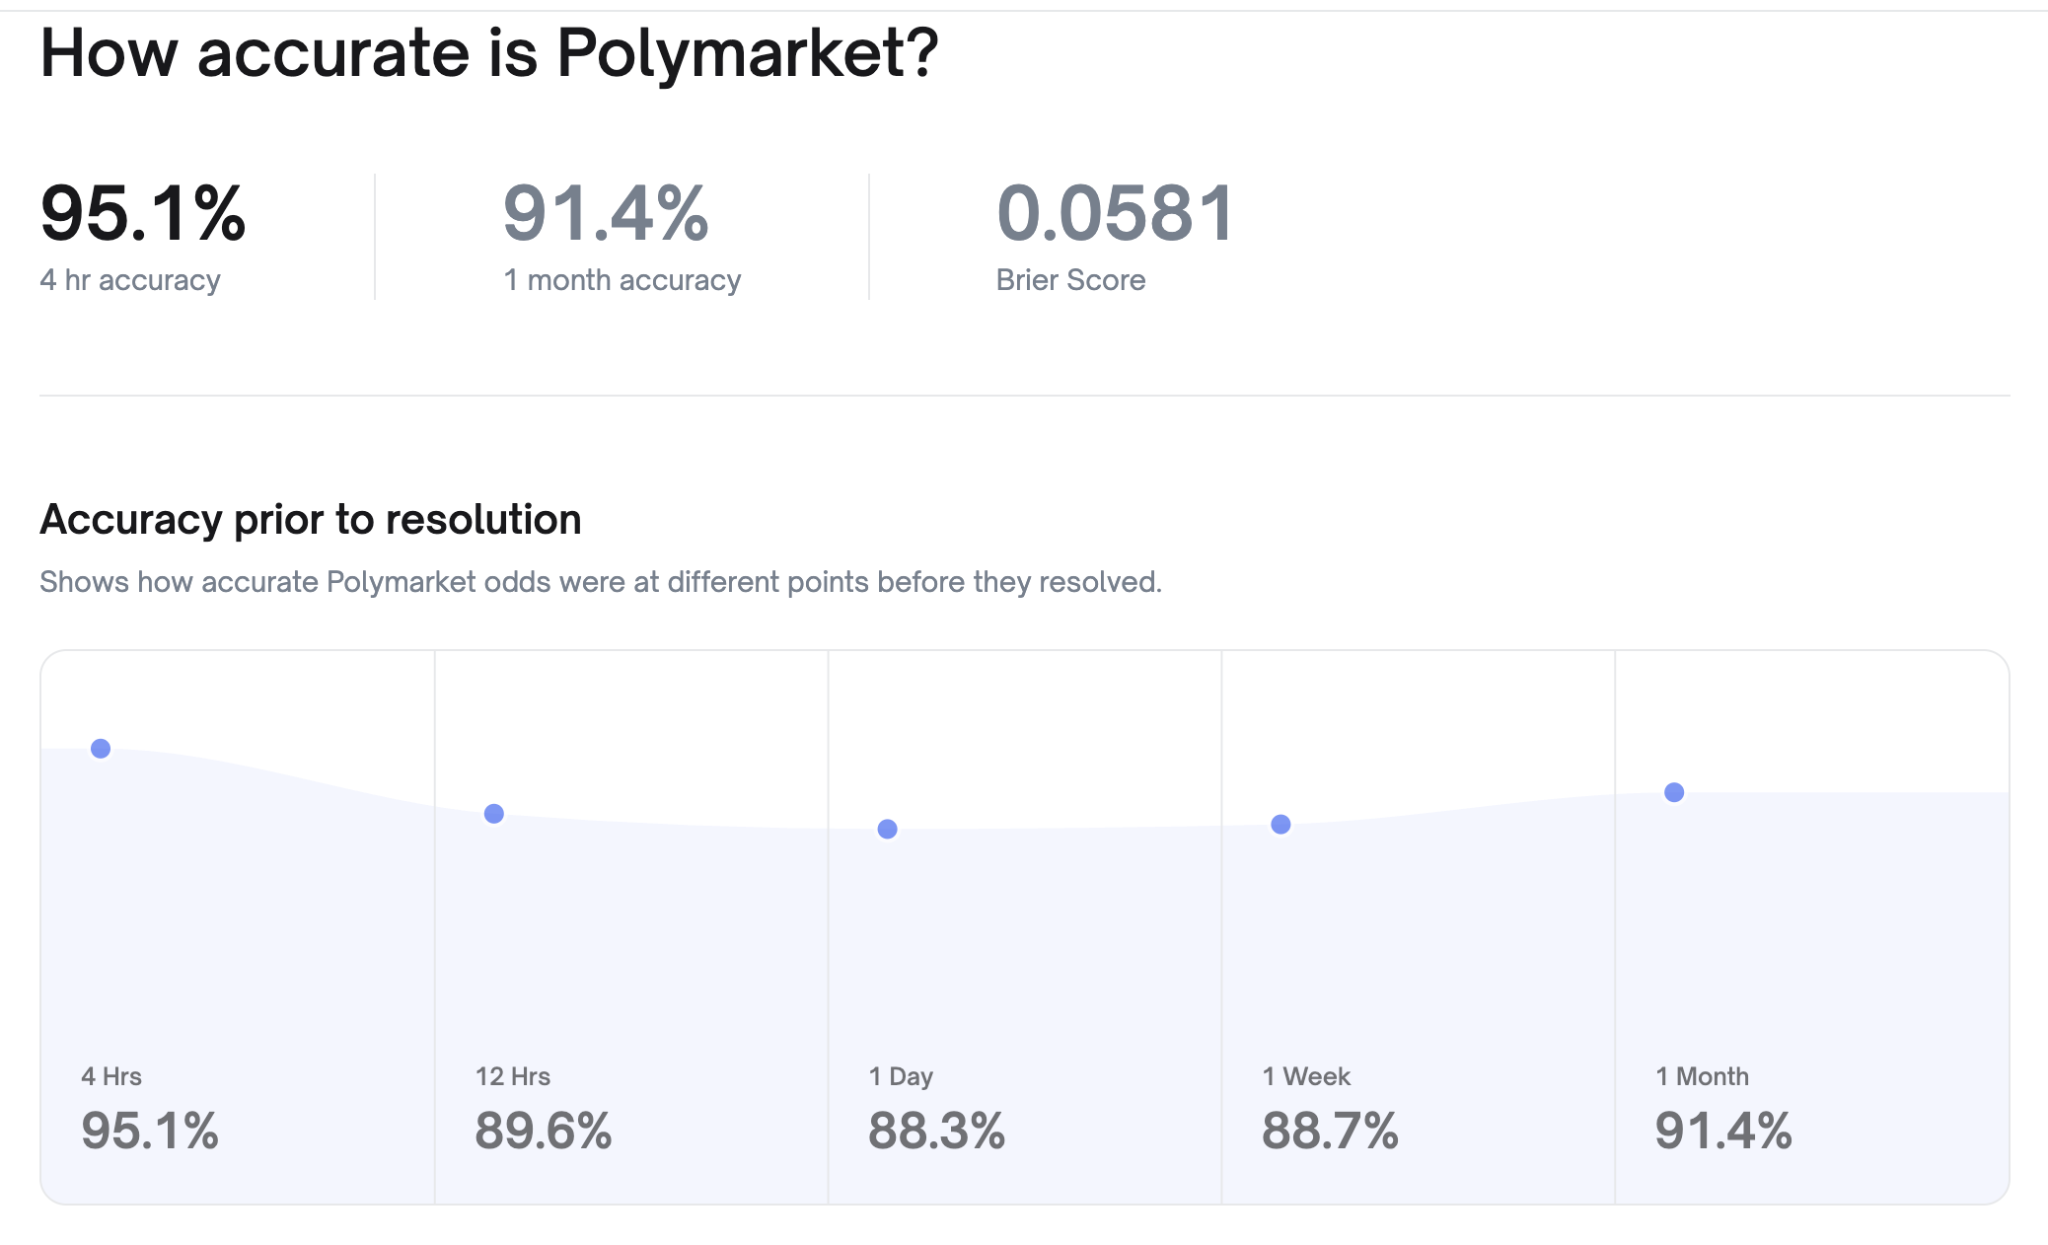 How accurate is Polymarket?
95.1%
4 hr accuracy
91.4%
1 month accuracy
0.0581
Brier Score
Accuracy prior to resolution
Shows how accurate Polymarket odds were at different points before they resolved.
4 Hrs
95.1%
12 Hrs
89.6%
1 Day
88.3%
1 Week
88.7%
1 Month
91.4%